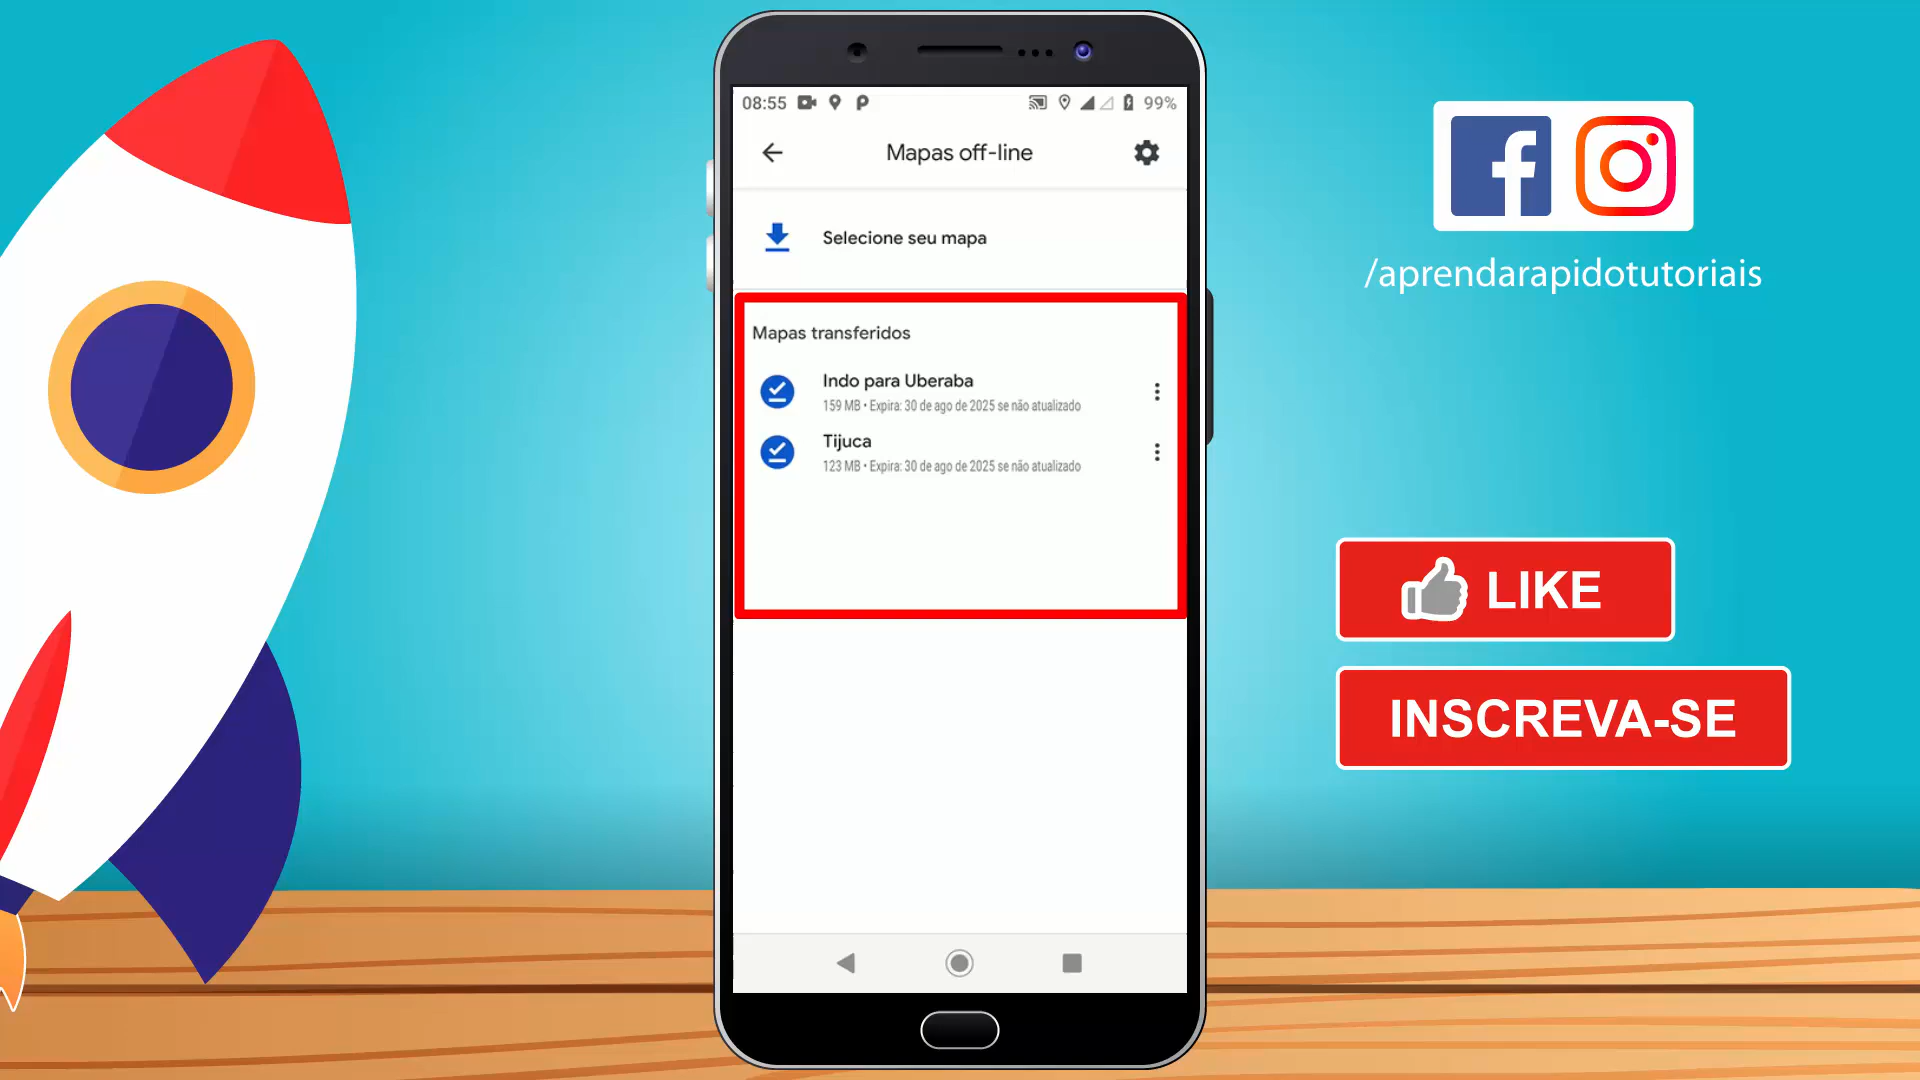 08:55
99%
Mapas off-line
Selecione seu mapa
Mapas transferidos
Indo para Uberaba
159 MB • Expira: 30 de ago de 2025 se não atualizado
Tijuca
123 MB • Expira: 30 de ago de 2025 se não atualizado
/aprendarapidotutoriais
LIKE
INSCREVA-SE